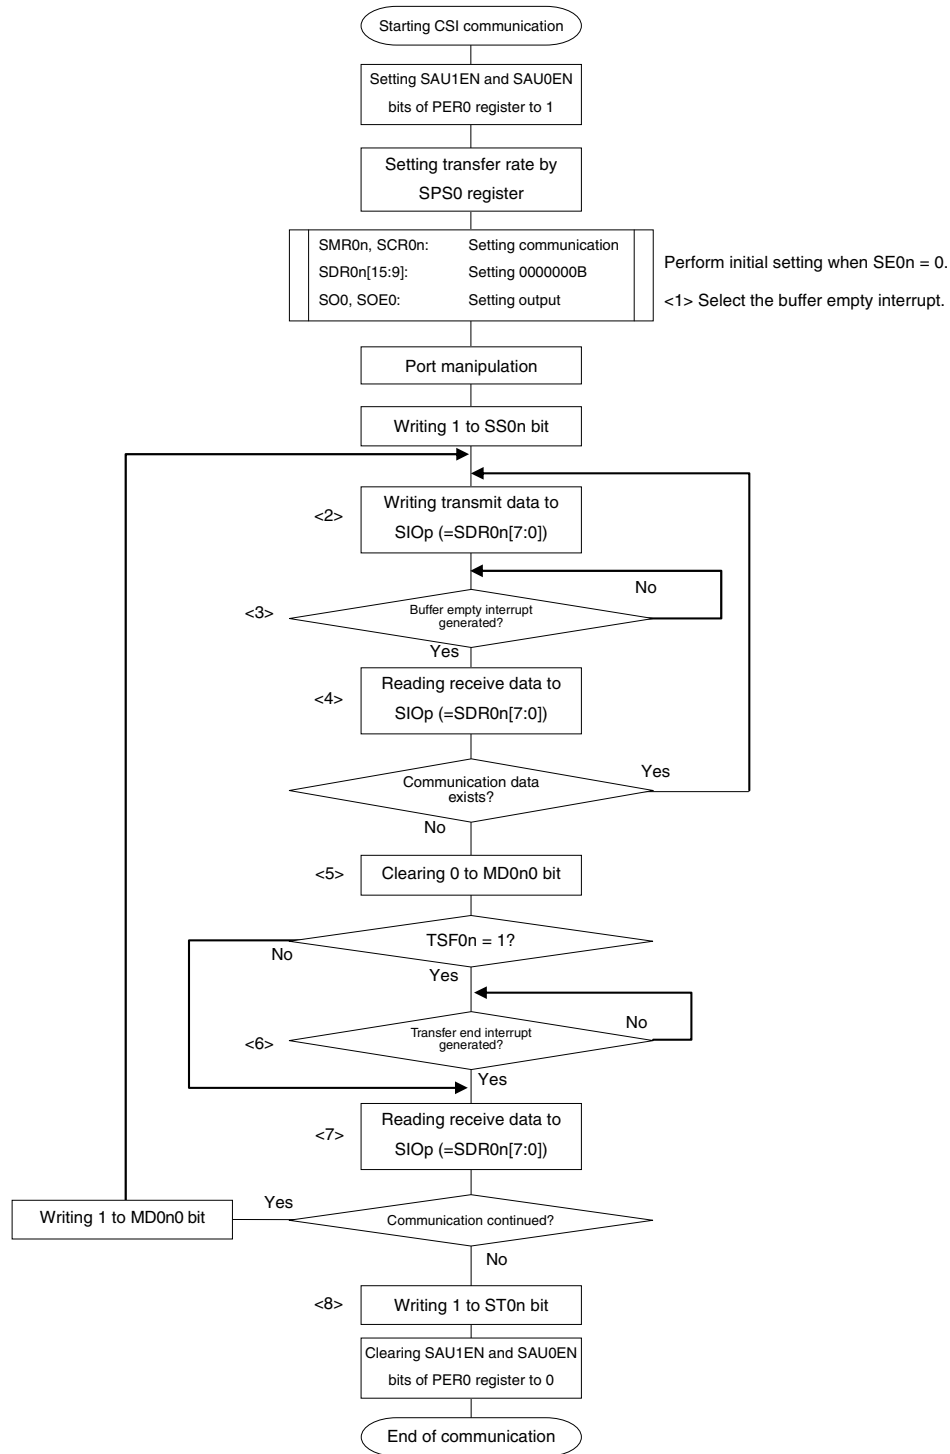 Starting CSI communication
Setting SAU1EN and SAU0EN
bits of PER0 register to 1
Setting transfer rate by
SPS0 register
SMR0n, SCR0n: Setting communication
SDR0n[15:9]: Setting 0000000B
SO0, SOE0: Setting output
Perform initial setting when SE0n = 0.
<1> Select the buffer empty interrupt.
Port manipulation
Writing 1 to SS0n bit
<2>
Writing transmit data to
SIOp (=SDR0n[7:0])
No
<3>
Buffer empty interrupt
generated?
Yes
<4>
Reading receive data to
SIOp (=SDR0n[7:0])
Yes
Communication data
exists?
No
<5>
Clearing 0 to MD0n0 bit
TSF0n = 1?
No
Yes
No
<6>
Transfer end interrupt
generated?
Yes
<7>
Reading receive data to
SIOp (=SDR0n[7:0])
Yes
Writing 1 to MD0n0 bit
Communication continued?
No
<8>
Writing 1 to ST0n bit
Clearing SAU1EN and SAU0EN
bits of PER0 register to 0
End of communication